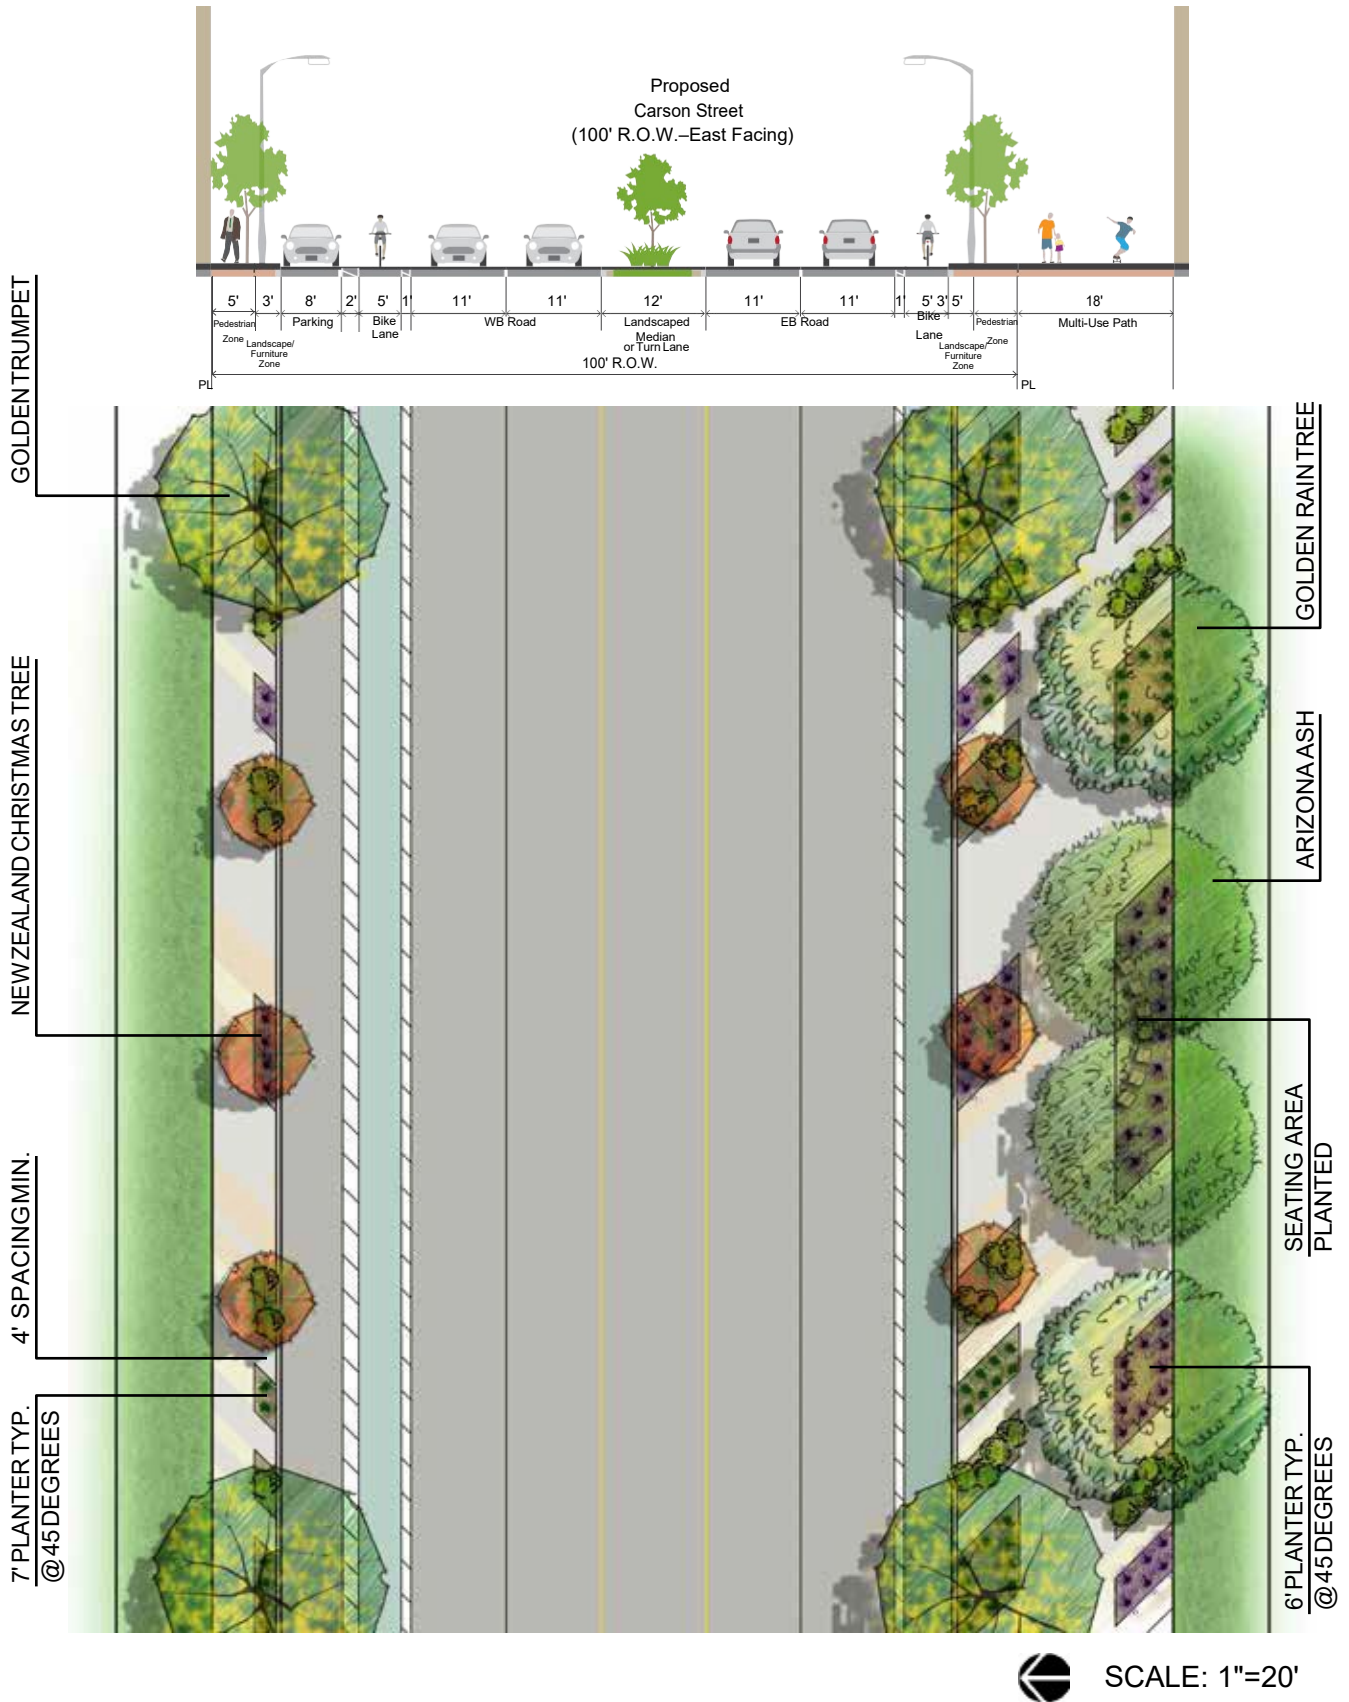 Proposed
Carson Street
(100' R.O.W.–East Facing)
5' 3' 8' 2' 5' 1' 11' 11' 12' 11' 11' 1' 5' 3' 5' 18'
Pedestrian
Zone
Landscape/
Furniture
Zone
Parking
Bike
Lane
WB Road
Landscaped
Median
or Turn Lane
EB Road
Bike
Lane
Landscape/
Furniture
Zone
Pedestrian
Zone
Multi-Use Path
100' R.O.W.
PL
PL
GOLDEN TRUMPET
NEW ZEALAND CHRISTMAS TREE
4' SPACING MIN.
7' PLANTER TYP.
@ 45 DEGREES
GOLDEN RAIN TREE
ARIZONA ASH
SEATING AREA
PLANTED
6' PLANTER TYP.
@ 45 DEGREES
SCALE: 1"=20'